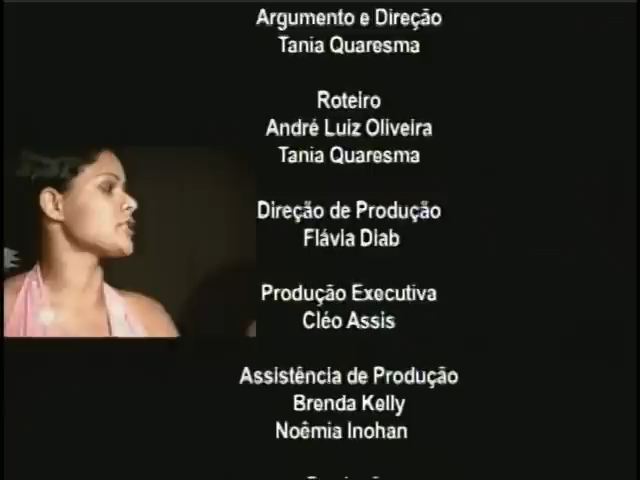 Argumento e Direção
Tania Quaresma
Roteiro
André Luiz Oliveira
Tania Quaresma
Direção de Produção
Flávia Diab
Produção Executiva
Cléo Assis
Assistência de Produção
Brenda Kelly
Noêmia Inohan